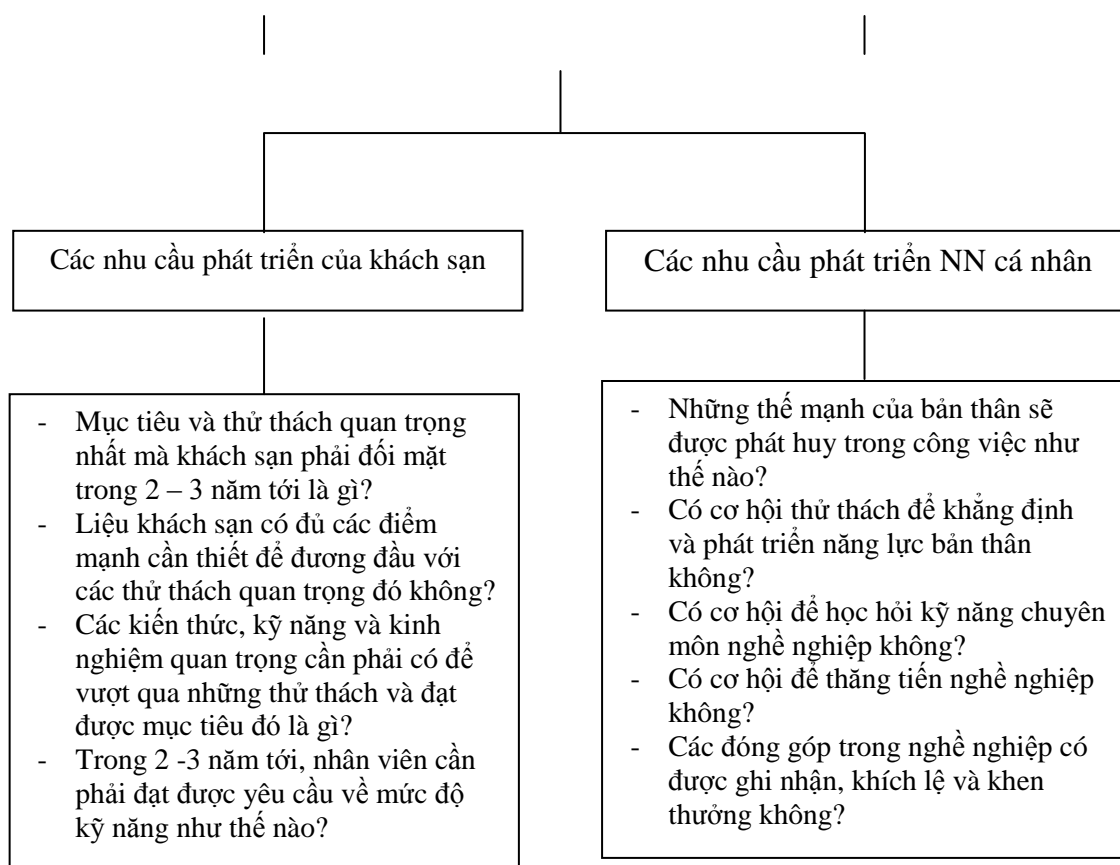 Các nhu cầu phát triển của khách sạn
Các nhu cầu phát triển NN cá nhân
- Mục tiêu và thử thách quan trọng
nhất mà khách sạn phải đối mặt
trong 2 – 3 năm tới là gì?
- Liệu khách sạn có đủ các điểm
mạnh cần thiết để đương đầu với
các thử thách quan trọng đó không?
- Các kiến thức, kỹ năng và kinh
nghiệm quan trọng cần phải có để
vượt qua những thử thách và đạt
được mục tiêu đó là gì?
- Trong 2 -3 năm tới, nhân viên cần
phải đạt được yêu cầu về mức độ
kỹ năng như thế nào?
- Những thế mạnh của bản thân sẽ
được phát huy trong công việc như
thế nào?
- Có cơ hội thử thách để khẳng định
và phát triển năng lực bản thân
không?
- Có cơ hội để học hỏi kỹ năng chuyên
môn nghề nghiệp không?
- Có cơ hội để thăng tiến nghề nghiệp
không?
- Các đóng góp trong nghề nghiệp có
được ghi nhận, khích lệ và khen
thưởng không?